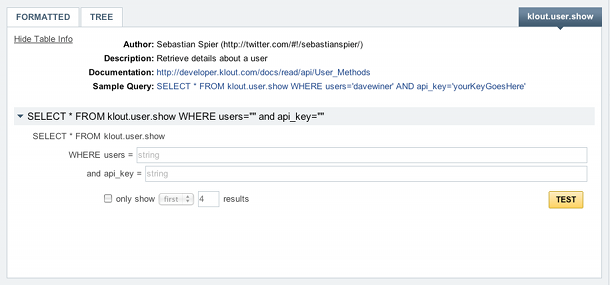 FORMATTED TREE klout.user.show
Hide Table Info
Author: Sebastian Spier (http://twitter.com/#!/sebastianspier/)
Description: Retrieve details about a user
Documentation: http://developer.klout.com/docs/read/api/User_Methods
Sample Query: SELECT * FROM klout.user.show WHERE users='davewiner' AND api_key='yourKeyGoesHere'
SELECT * FROM klout.user.show WHERE users="" and api_key=""
SELECT * FROM klout.user.show
WHERE users = string
and api_key = string
only show first 4 results TEST